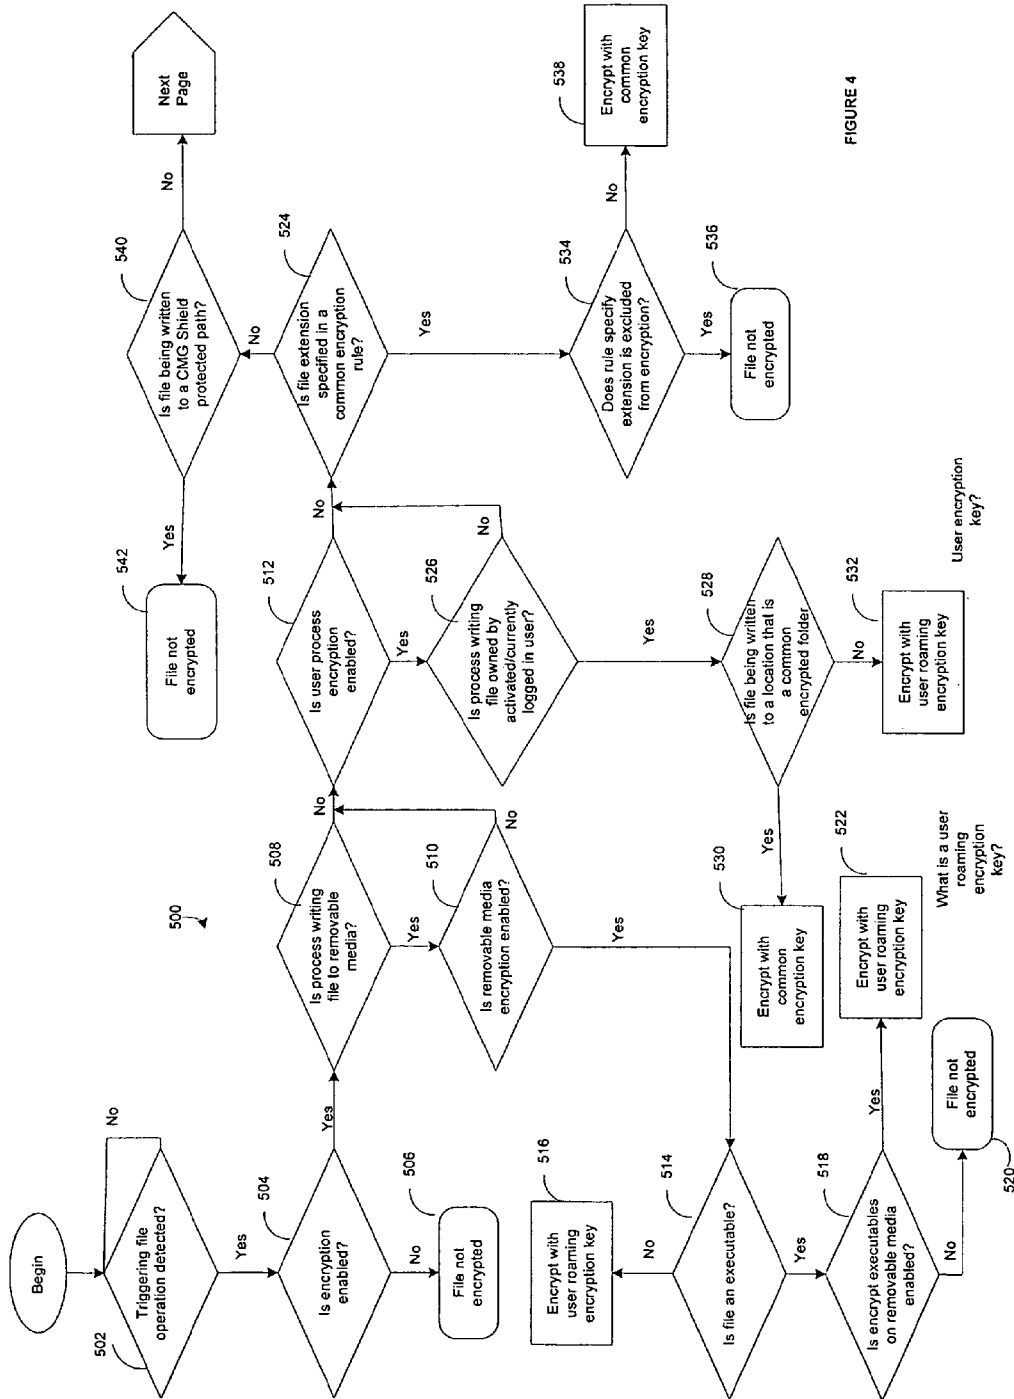 Begin
Triggering file
operation detected?
502
No
Yes
Is encryption
enabled?
504
No
File not
encrypted
506
Yes
500
Is process writing
file to removable
media?
508
No
Yes
Is removable media
encryption enabled?
510
No
Yes
Is file an executable?
514
No
Encrypt with
user roaming
encryption key
516
Yes
Is encrypt executables
on removable media
enabled?
518
No
File not
encrypted
520
Yes
Encrypt with
user roaming
encryption key
522
What is a user
roaming
encryption
key?
Is user process
encryption
enabled?
512
No
Yes
Is process writing
file owned by
activated/currently
logged in user?
526
No
Yes
Is file being written
to a location that is
a common
encrypted folder
528
Yes
Encrypt with
common
encryption key
530
No
Encrypt with
user roaming
encryption key
532
User encryption
key?
Is file extension
specified in a
common encryption
rule?
524
No
Yes
Does rule specify
extension is excluded
from encryption?
534
Yes
File not
encrypted
536
No
Encrypt with
common
encryption key
538
Is file being written
to a CMG Shield
protected path?
540
Yes
File not
encrypted
542
No
Next
Page
FIGURE 4